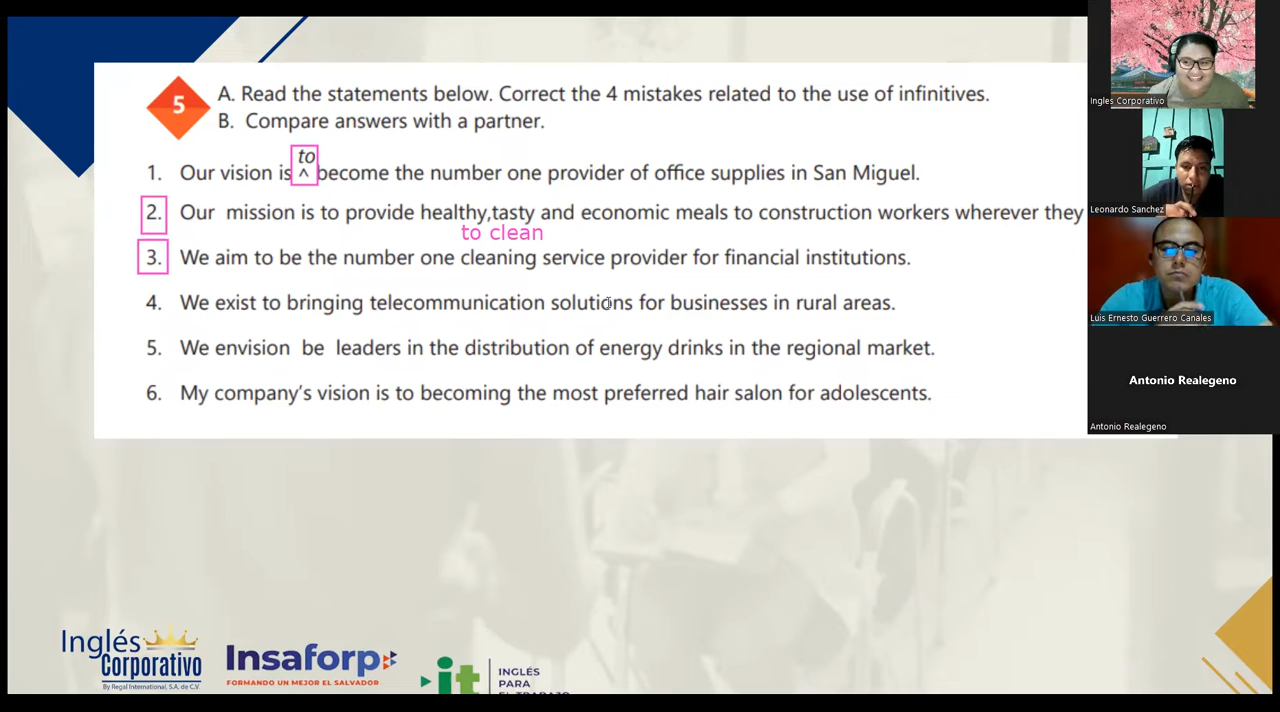 5
A. Read the statements below. Correct the 4 mistakes related to the use of infinitives.
B. Compare answers with a partner.
to
^
1. Our vision is become the number one provider of office supplies in San Miguel.
2. Our mission is to provide healthy,tasty and economic meals to construction workers wherever they
to clean
3. We aim to be the number one cleaning service provider for financial institutions.
4. We exist to bringing telecommunication solutions for businesses in rural areas.
5. We envision be leaders in the distribution of energy drinks in the regional market.
6. My company's vision is to becoming the most preferred hair salon for adolescents.
Ingles Corporativo
Leonardo Sanchez
Luis Ernesto Guerrero Canales
Antonio Realegeno
Antonio Realegeno
Inglés
Corporativo
By Regal International, S.A. de C.V.
Insaforp
FORMANDO UN MEJOR EL SALVADOR
it
INGLÉS
PARA
EL TRABAJO